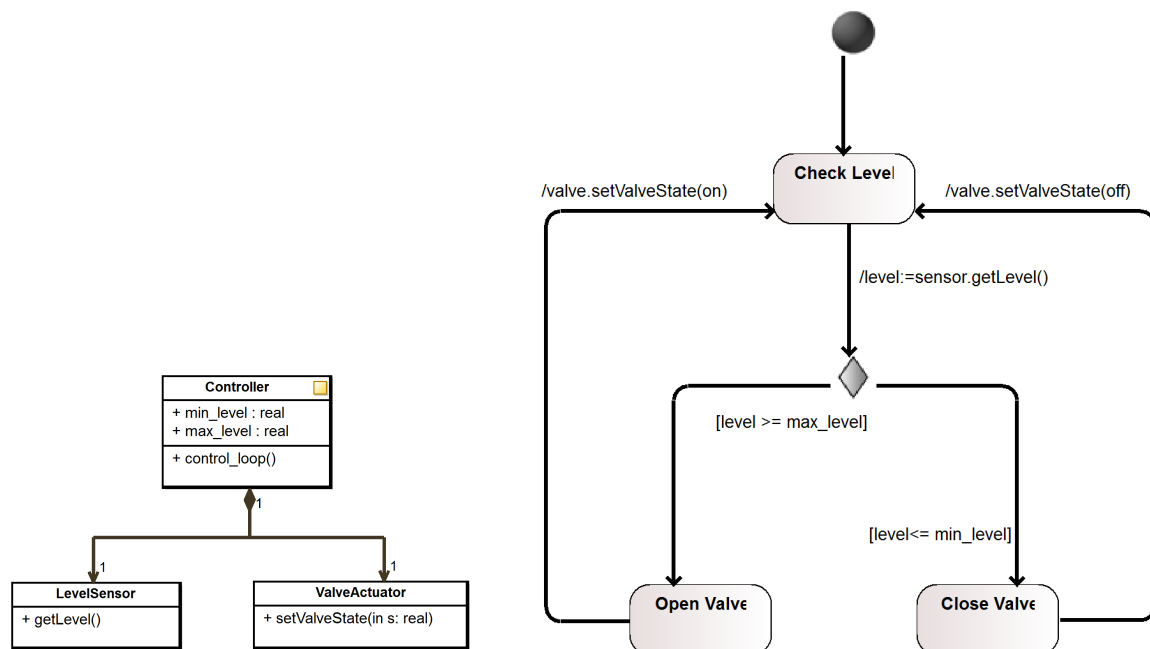 Controller
+ min_level : real
+ max_level : real
+ control_loop()
1
1
1
LevelSensor
+ getLevel()
ValveActuator
+ setValveState(in s: real)
Check Level
/valve.setValveState(on)
/valve.setValveState(off)
/level:=sensor.getLevel()
[level >= max_level]
[level<= min_level]
Open Valve
Close Valve